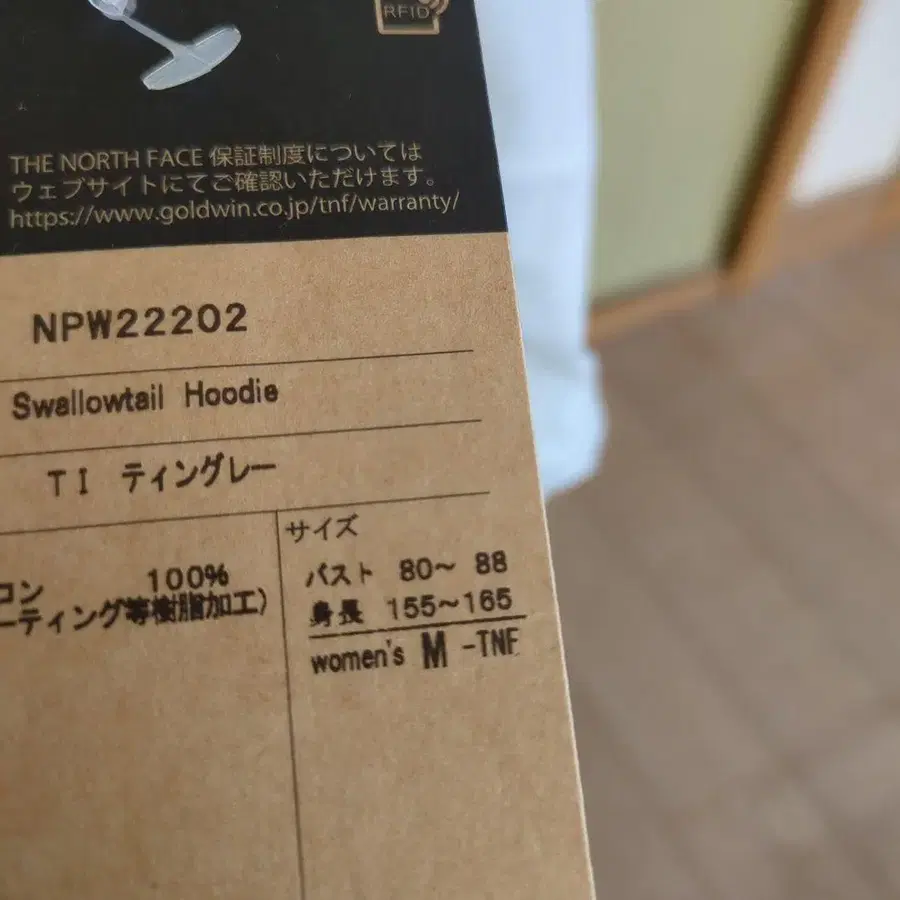 RFID
THE NORTH FACE 保証制度については
ウェブサイトにてご確認いただけます。
https://www.goldwin.co.jp/tnf/warranty/
NPW22202
Swallowtail Hoodie
TI ティングレー
サイズ
コン 100%
バスト 80～ 88
ーティング等樹脂加工)
身長 155～165
women's M -TNF